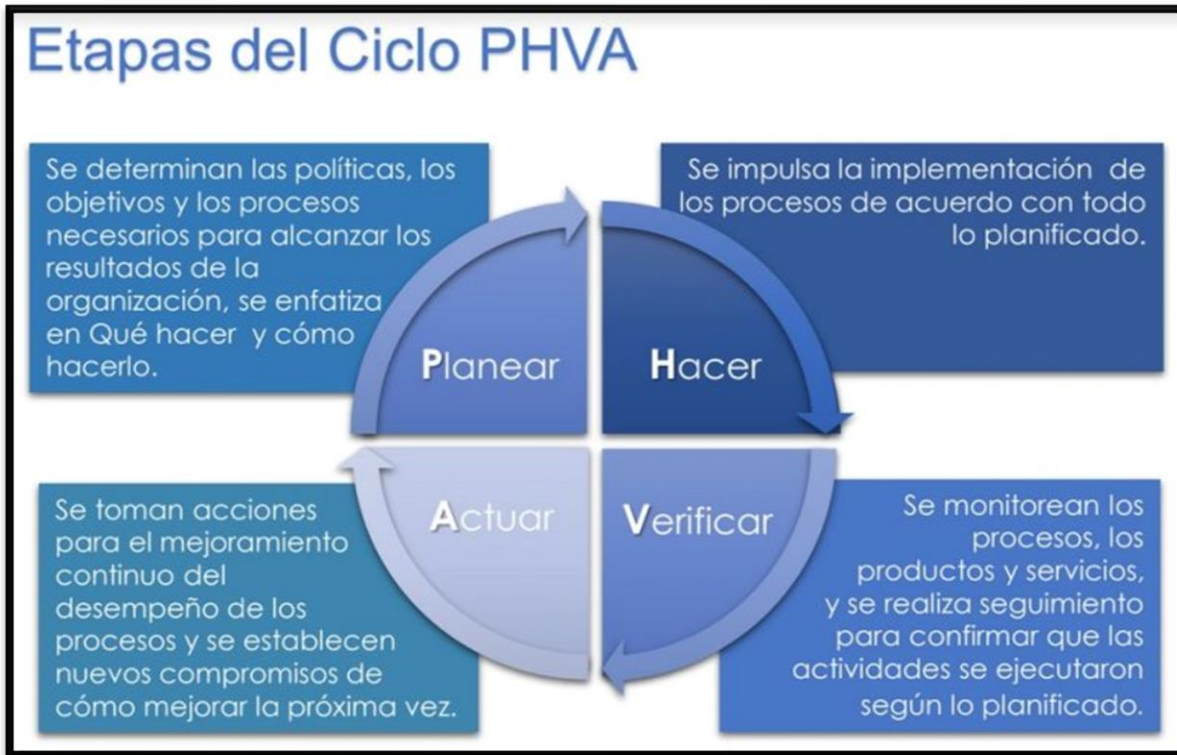 Etapas del Ciclo PHVA
Se determinan las políticas, los
objetivos y los procesos
necesarios para alcanzar los
resultados de la
organización, se enfatiza
en Qué hacer y cómo
hacerlo.
Se impulsa la implementación de
los procesos de acuerdo con todo
lo planificado.
Planear
Hacer
Actuar
Verificar
Se toman acciones
para el mejoramiento
continuo del
desempeño de los
procesos y se establecen
nuevos compromisos de
cómo mejorar la próxima vez.
Se monitorean los
procesos, los
productos y servicios,
y se realiza seguimiento
para confirmar que las
actividades se ejecutaron
según lo planificado.